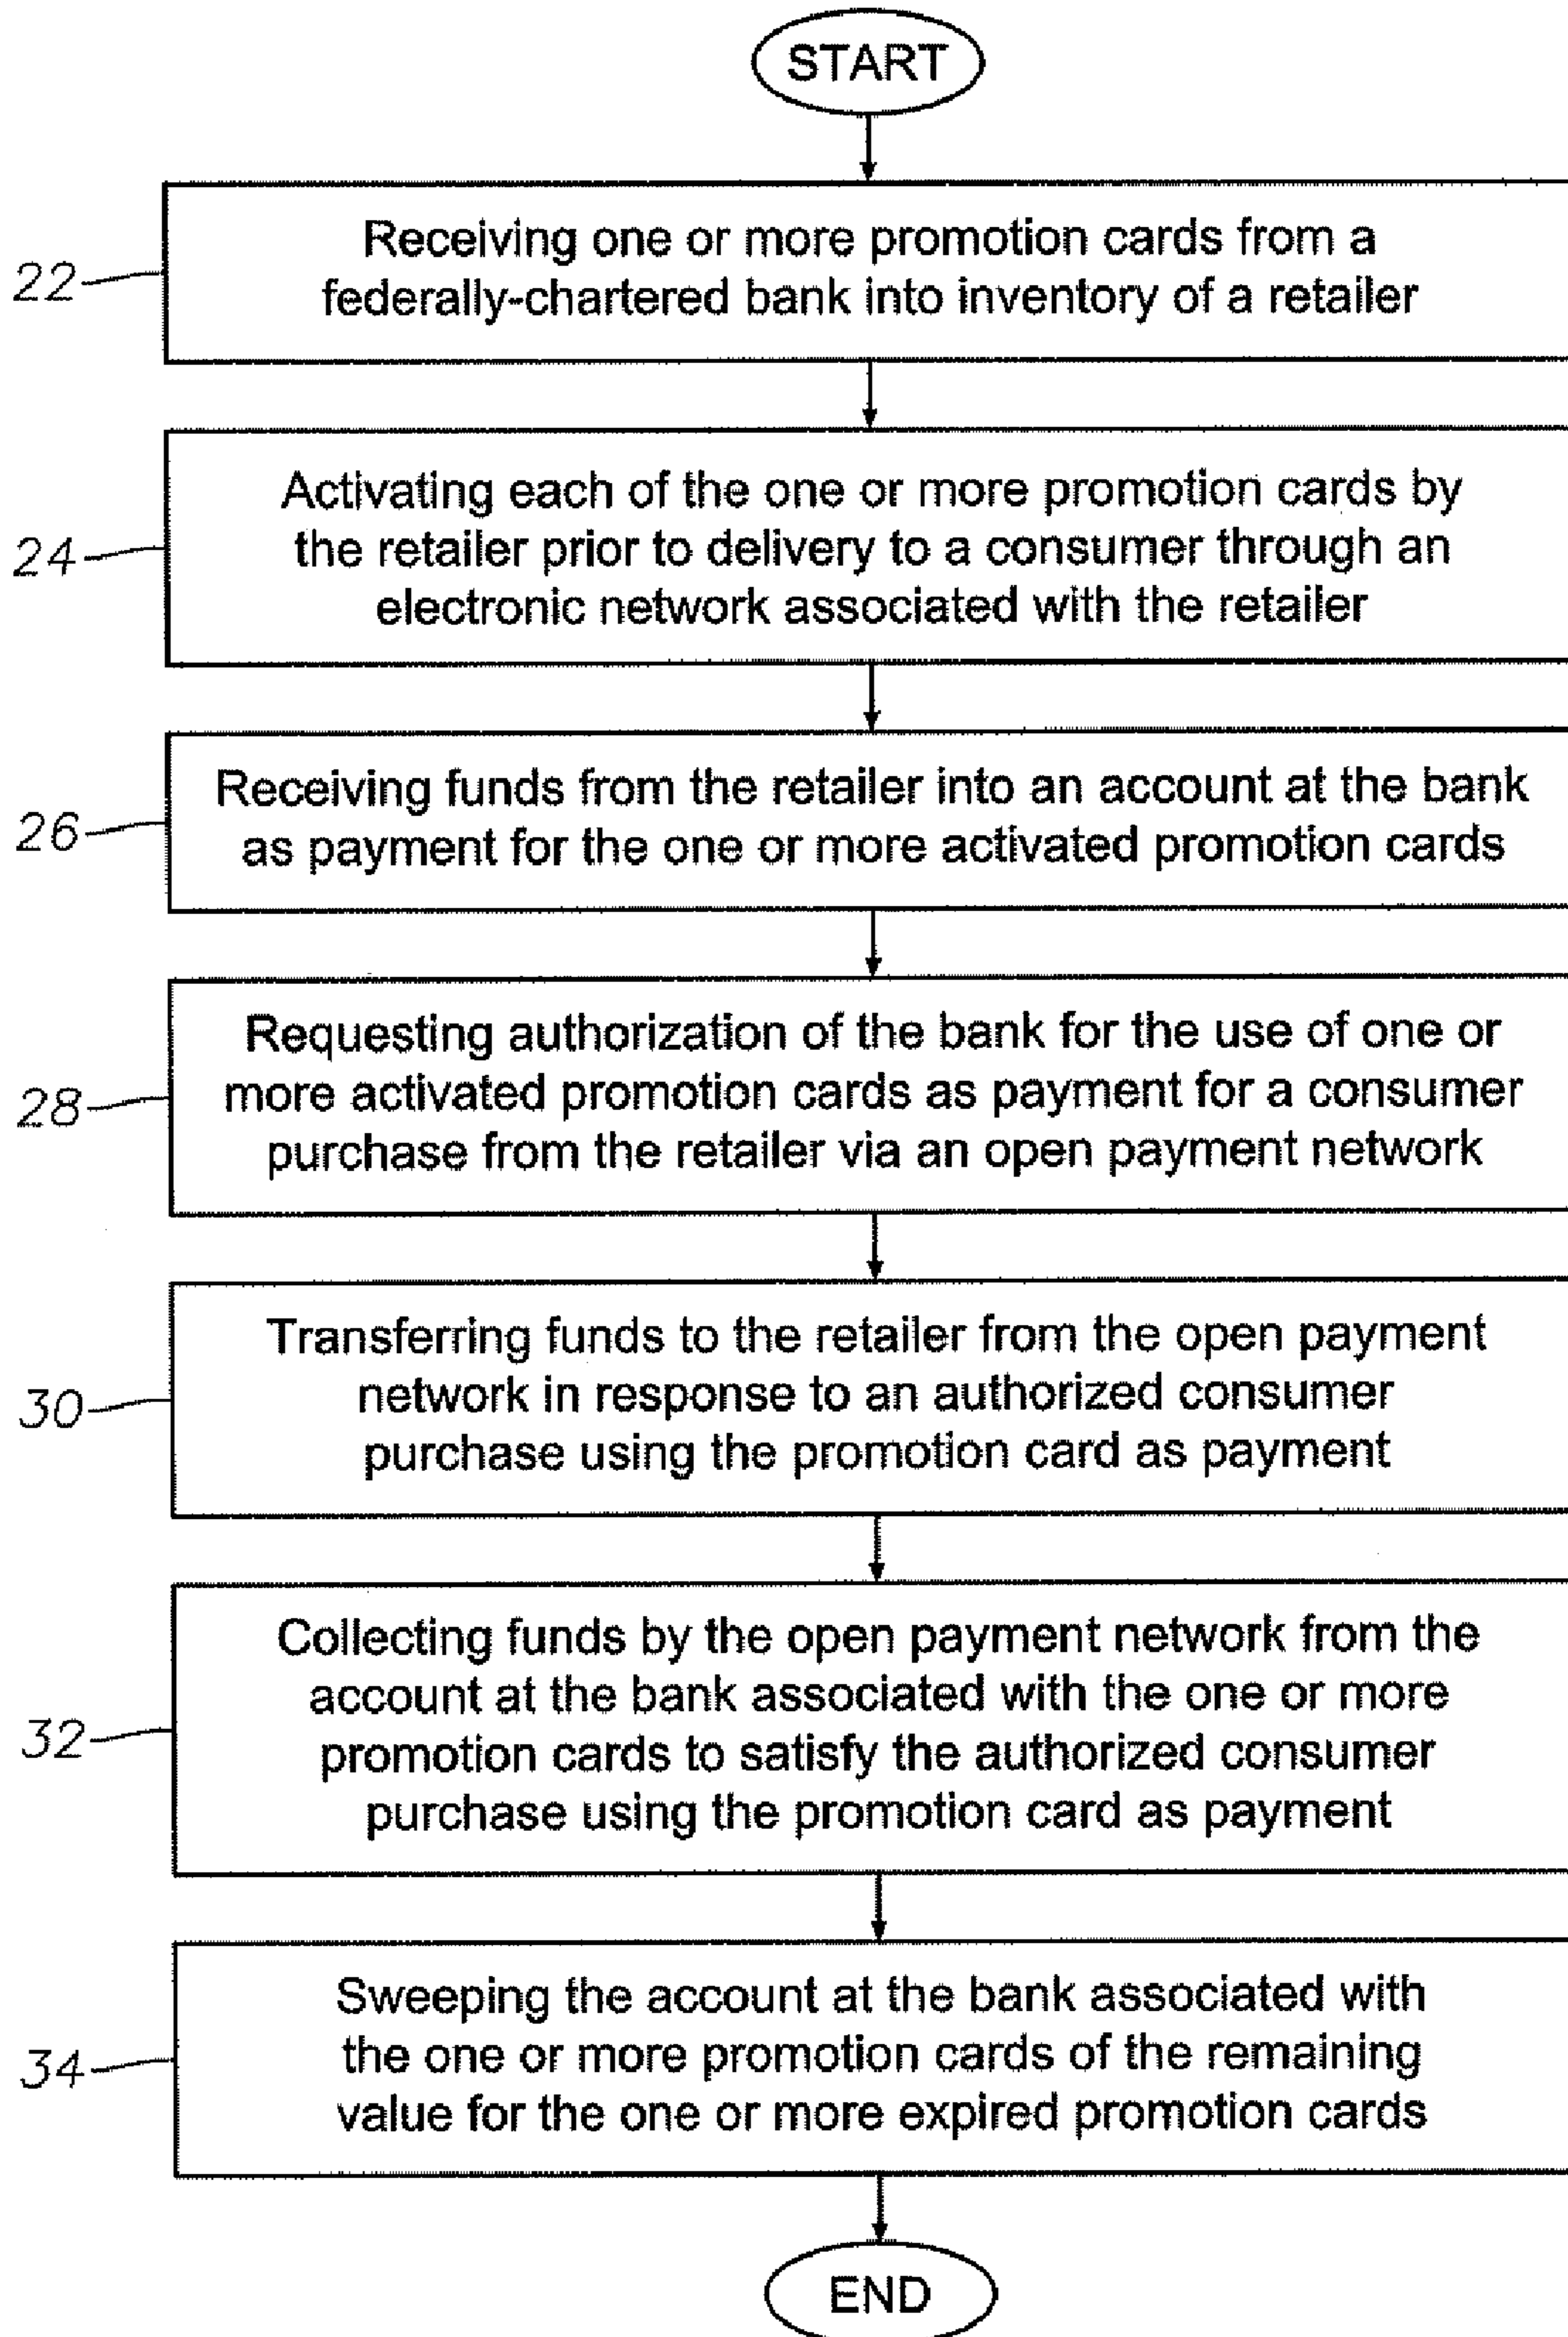 START
22
Receiving one or more promotion cards from a
federally-chartered bank into inventory of a retailer
24
Activating each of the one or more promotion cards by
the retailer prior to delivery to a consumer through an
electronic network associated with the retailer
26
Receiving funds from the retailer into an account at the bank
as payment for the one or more activated promotion cards
28
Requesting authorization of the bank for the use of one or
more activated promotion cards as payment for a consumer
purchase from the retailer via an open payment network
30
Transferring funds to the retailer from the open payment
network in response to an authorized consumer
purchase using the promotion card as payment
32
Collecting funds by the open payment network from the
account at the bank associated with the one or more
promotion cards to satisfy the authorized consumer
purchase using the promotion card as payment
34
Sweeping the account at the bank associated with
the one or more promotion cards of the remaining
value for the one or more expired promotion cards
END